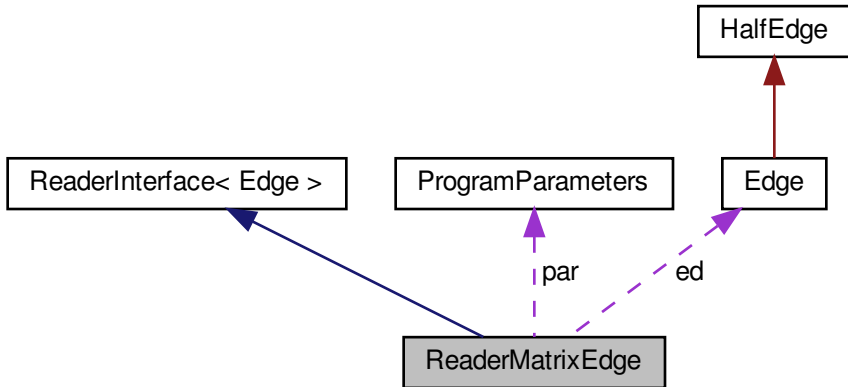 HalfEdge
ReaderInterface< Edge >
ProgramParameters
Edge
par
ed
ReaderMatrixEdge